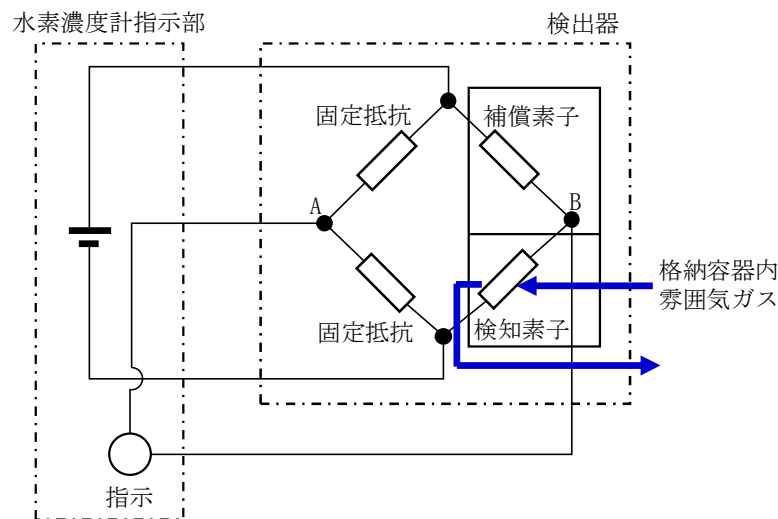 水素濃度計指示部
検出器
固定抵抗
補償素子
A
B
固定抵抗
検知素子
格納容器内
雰囲気ガス
指示